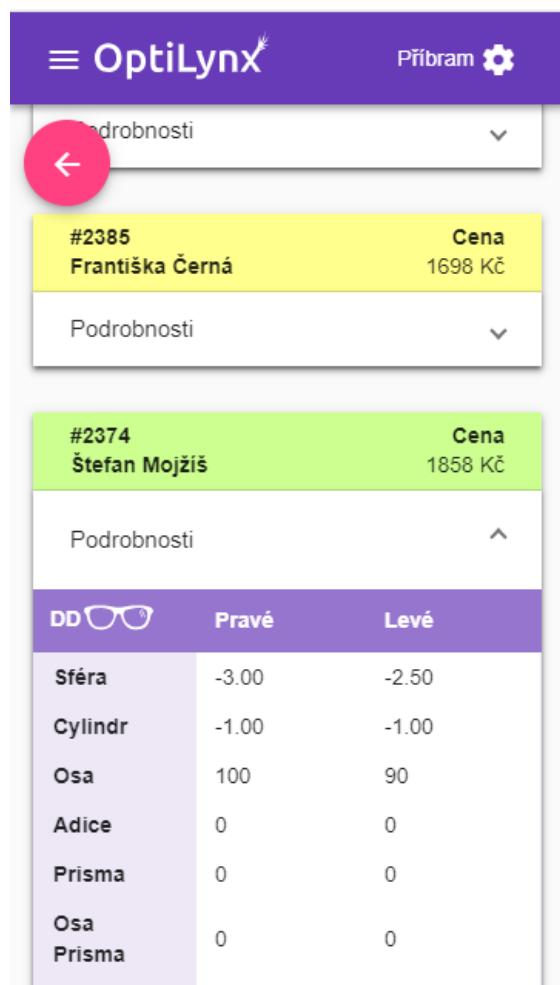 OptiLynx Příbram
Podrobnosti
#2385 Cena
Františka Černá 1698 Kč
Podrobnosti
#2374 Cena
Štefan Mojžíš 1858 Kč
Podrobnosti
DD Pravé Levé
Sféra -3.00 -2.50
Cylindr -1.00 -1.00
Osa 100 90
Adice 0 0
Prisma 0 0
Osa
Prisma 0 0